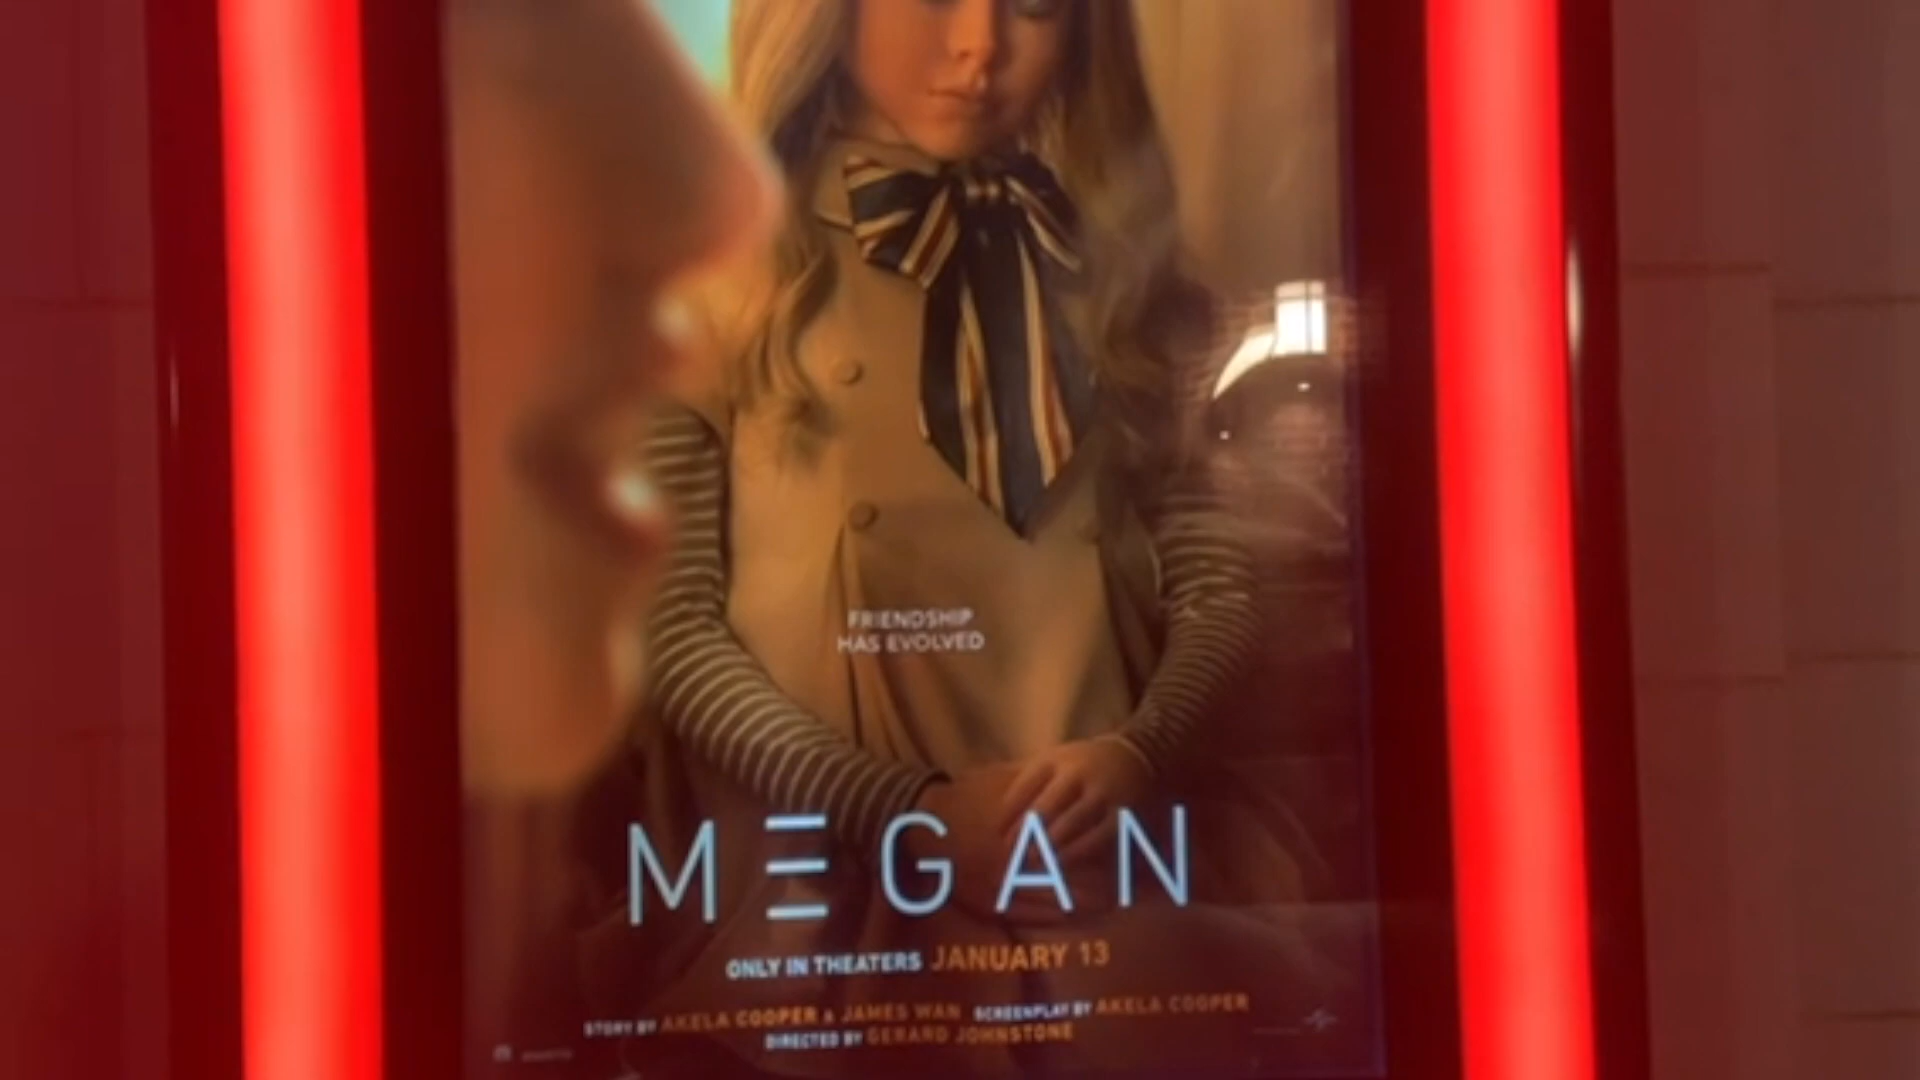 FRIENDSHIP
HAS EVOLVED
MEGAN
ONLY IN THEATERS JANUARY 13
STORY BY AKELA COOPER & JAMES WAN SCREENPLAY BY AKELA COOPER
DIRECTED BY GERARD JOHNSTONE